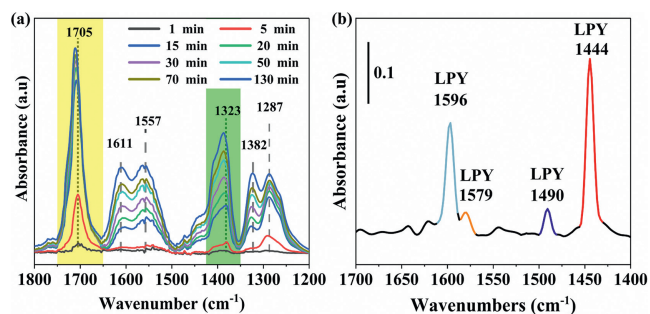 (a)
1705
1 min
5 min
15 min
20 min
30 min
50 min
70 min
130 min
1611
1557
1323
1382
1287
Absorbance (a.u)
1800
1700
1600
1500
1400
1300
1200
Wavenumber (cm⁻¹)
(b)
0.1
LPY
1596
LPY
1579
LPY
1490
LPY
1444
Absorbance (a.u)
1700
1650
1600
1550
1500
1450
1400
Wavenumbers (cm⁻¹)